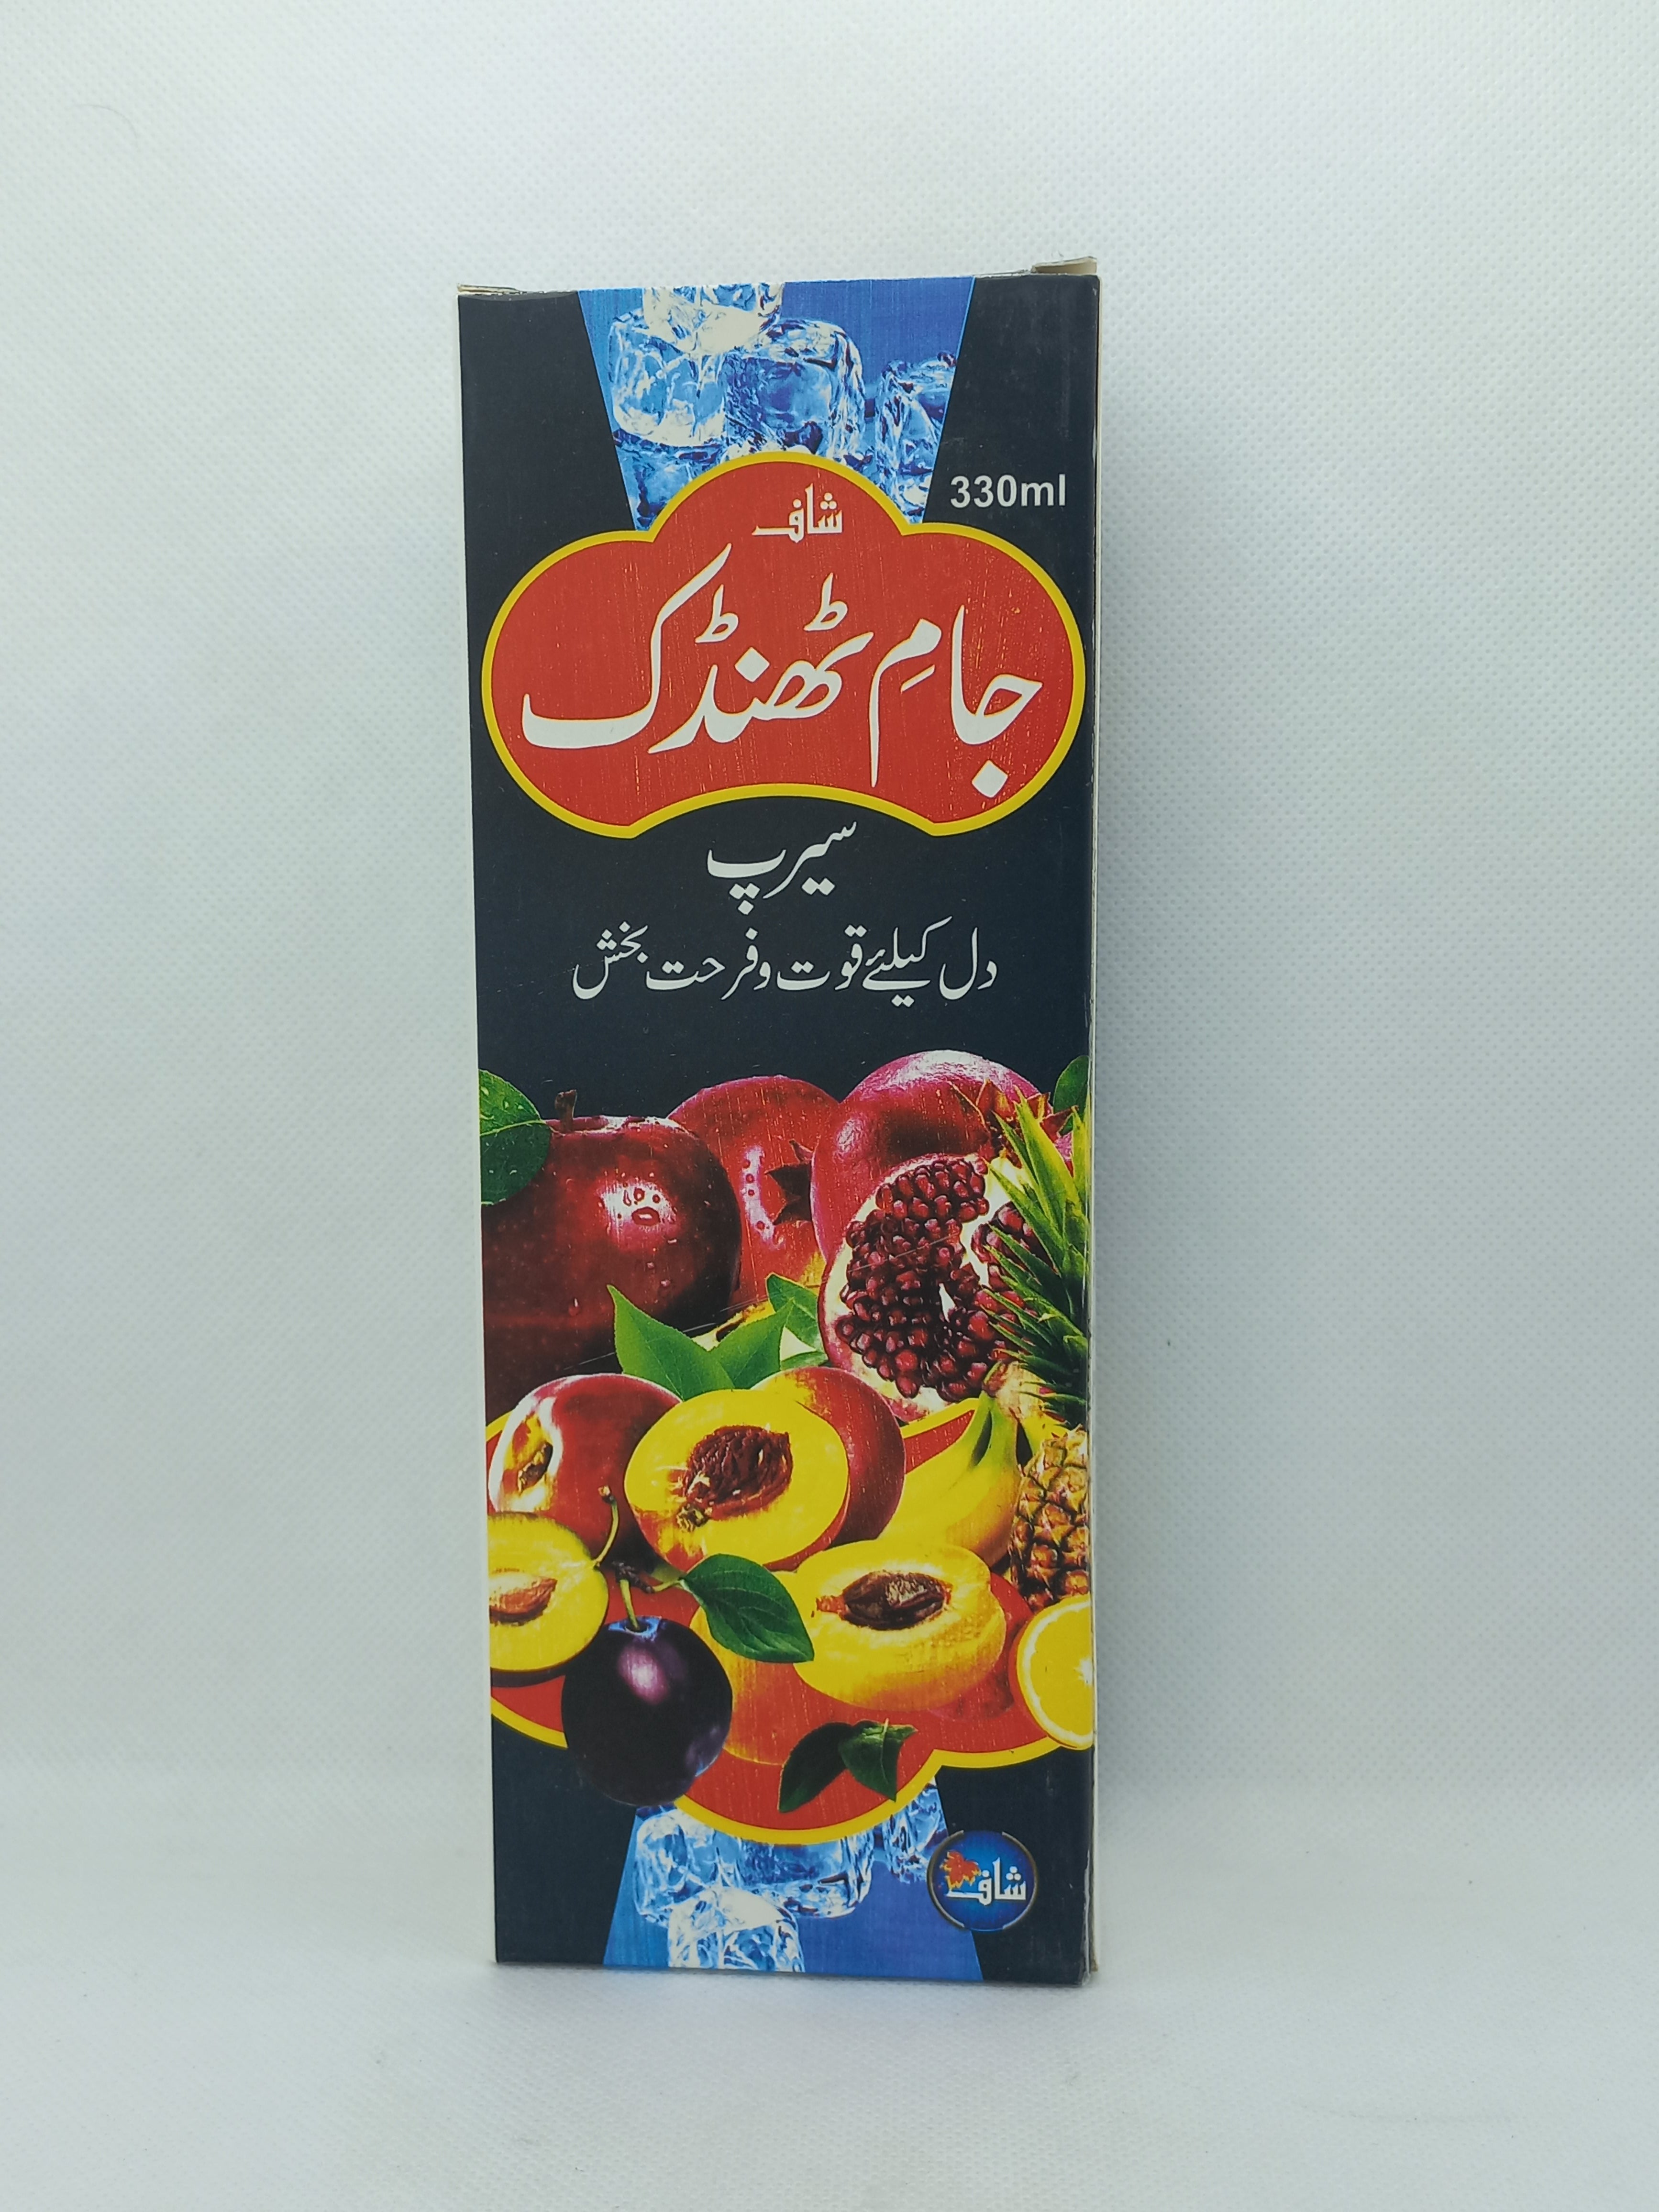 330ml
شاف
جامِ ٹھنڈک
سیرپ
دل کیلئے قوت و فرحت بخش
شاف